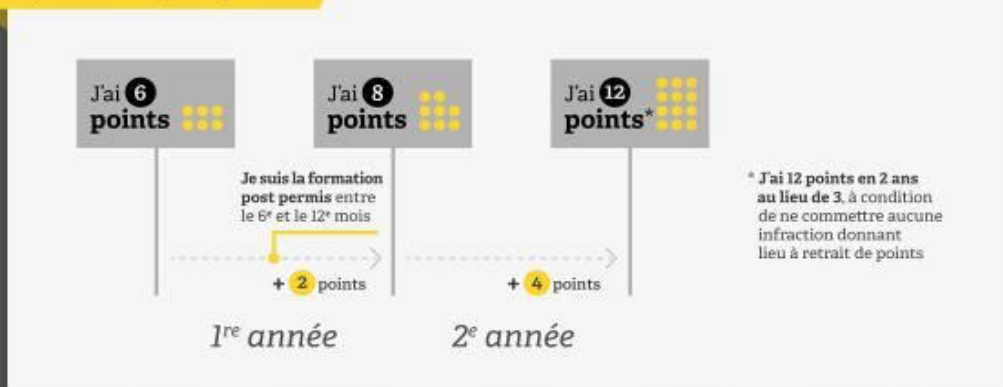 J'ai 6
points
J'ai 8
points
J'ai 12
points*
Je suis la formation
post permis entre
le 6e et le 12e mois
+ 2 points
+ 4 points
1re année
2e année
* J'ai 12 points en 2 ans
au lieu de 3, à condition
de ne commettre aucune
infraction donnant
lieu à retrait de points